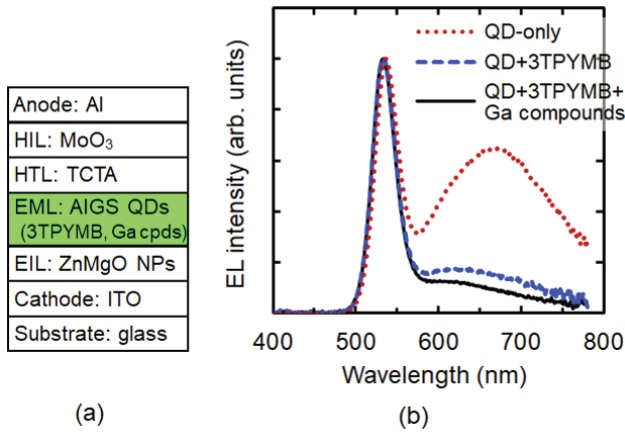 Anode: Al
HIL: MoO₃
HTL: TCTA
EML: AIGS QDs
(3TPYMB, Ga cpds)
EIL: ZnMgO NPs
Cathode: ITO
Substrate: glass
(a)
EL intensity (arb. units)
QD-only
QD+3TPYMB
QD+3TPYMB+
Ga compounds
400 500 600 700 800
Wavelength (nm)
(b)